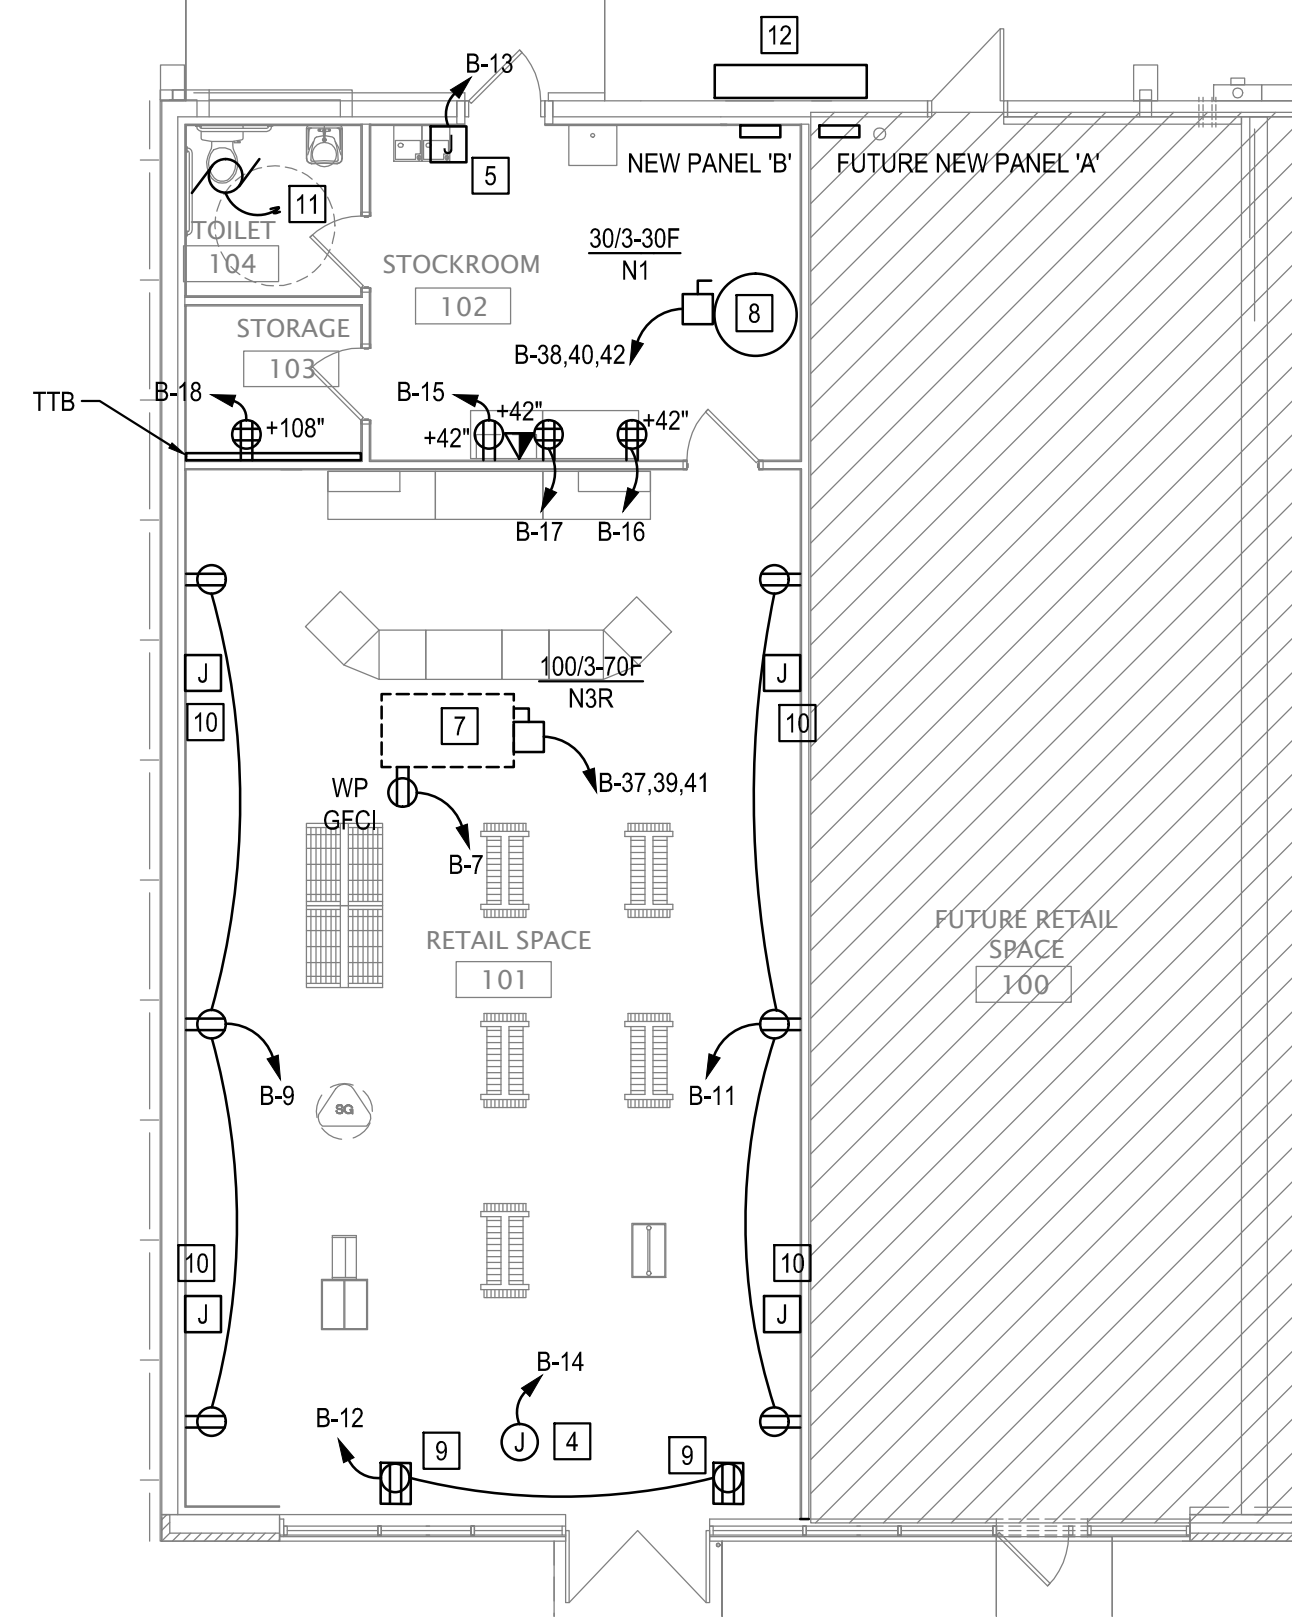 12
B-13
J
5
NEW PANEL 'B'
FUTURE NEW PANEL 'A'
11
TOILET
104
30/3-30F
N1
STOCKROOM
102
8
STORAGE
103
B-38,40,42
TTB
B-18
+108"
B-15
+42"
+42"
+42"
B-17
B-16
J
10
100/3-70F
N3R
7
J
10
WP
GFCI
B-37,39,41
B-7
RETAIL SPACE
101
FUTURE RETAIL
SPACE
100
B-9
B-11
SG
10
J
10
J
B-14
B-12
9
J
4
9